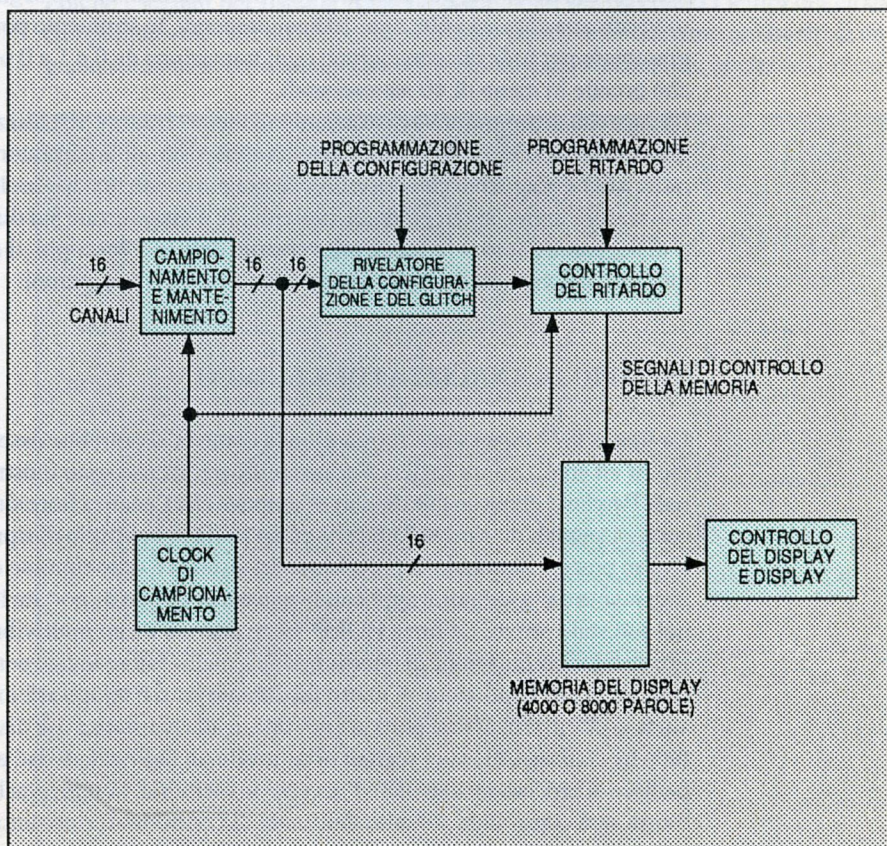 PROGRAMMAZIONE
DELLA CONFIGURAZIONE
PROGRAMMAZIONE
DEL RITARDO
16
CANALI
CAMPIO-
NAMENTO
E MANTE-
NIMENTO
16
16
RIVELATORE
DELLA CONFIGURA-
ZIONE E DEL GLITCH
CONTROLLO
DEL RITARDO
SEGNALI DI CONTROLLO
DELLA MEMORIA
CLOCK
DI
CAMPIONA-
MENTO
16
CONTROLLO
DEL DISPLAY
E DISPLAY
MEMORIA DEL DISPLAY
(4000 O 8000 PAROLE)